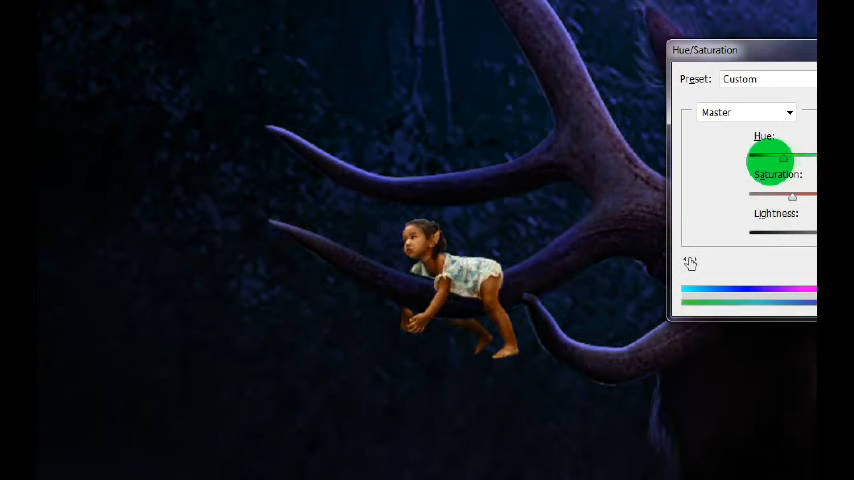 Hue/Saturation
Preset: Custom
Master
Hue:
Saturation:
Lightness: